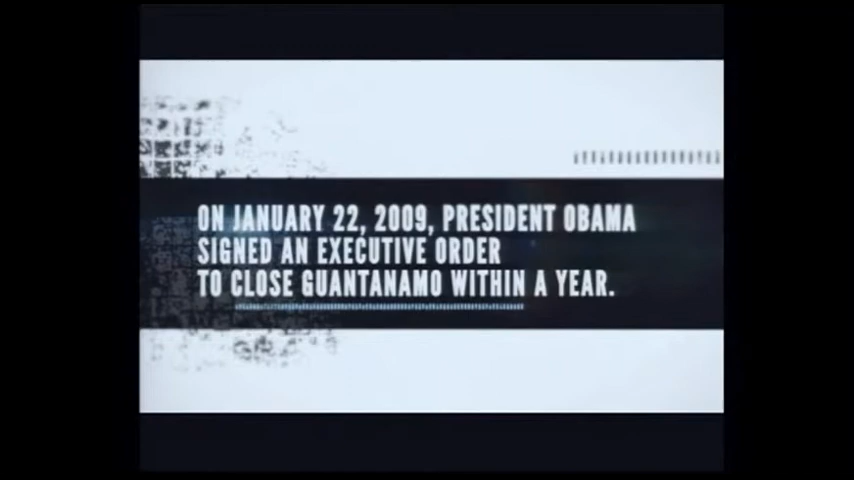 ON JANUARY 22, 2009, PRESIDENT OBAMA
SIGNED AN EXECUTIVE ORDER
TO CLOSE GUANTANAMO WITHIN A YEAR.